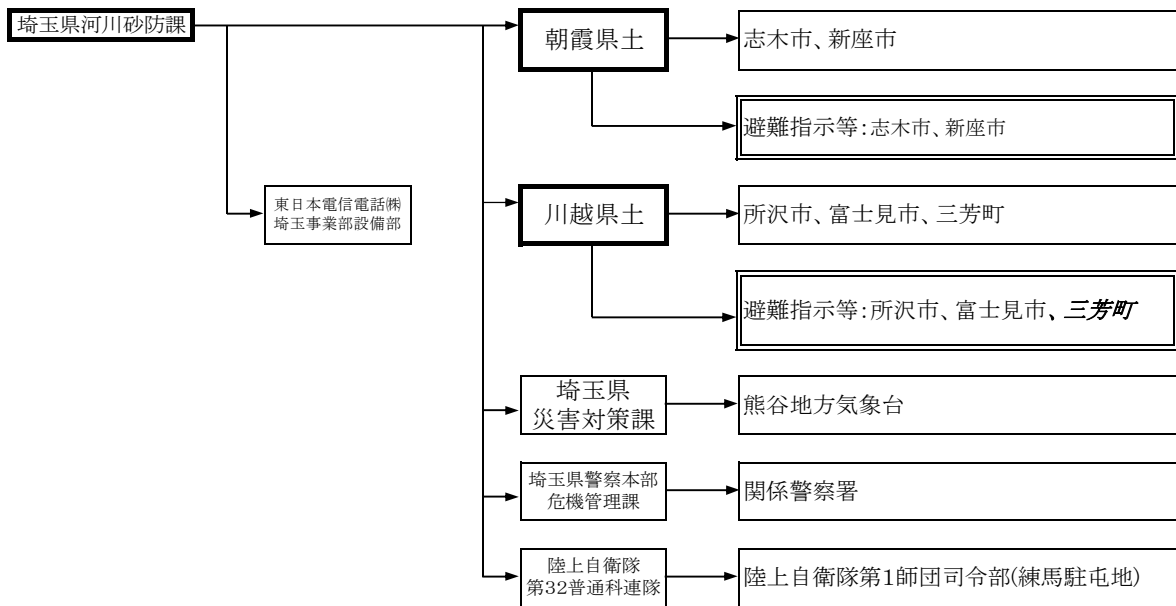 埼玉県河川砂防課
朝霞県土
志木市、新座市
避難指示等:志木市、新座市
東日本電信電話㈱
埼玉事業部設備部
川越県土
所沢市、富士見市、三芳町
避難指示等:所沢市、富士見市、三芳町
埼玉県
災害対策課
熊谷地方気象台
埼玉県警察本部
危機管理課
関係警察署
陸上自衛隊
第32普通科連隊
陸上自衛隊第1師団司令部(練馬駐屯地)